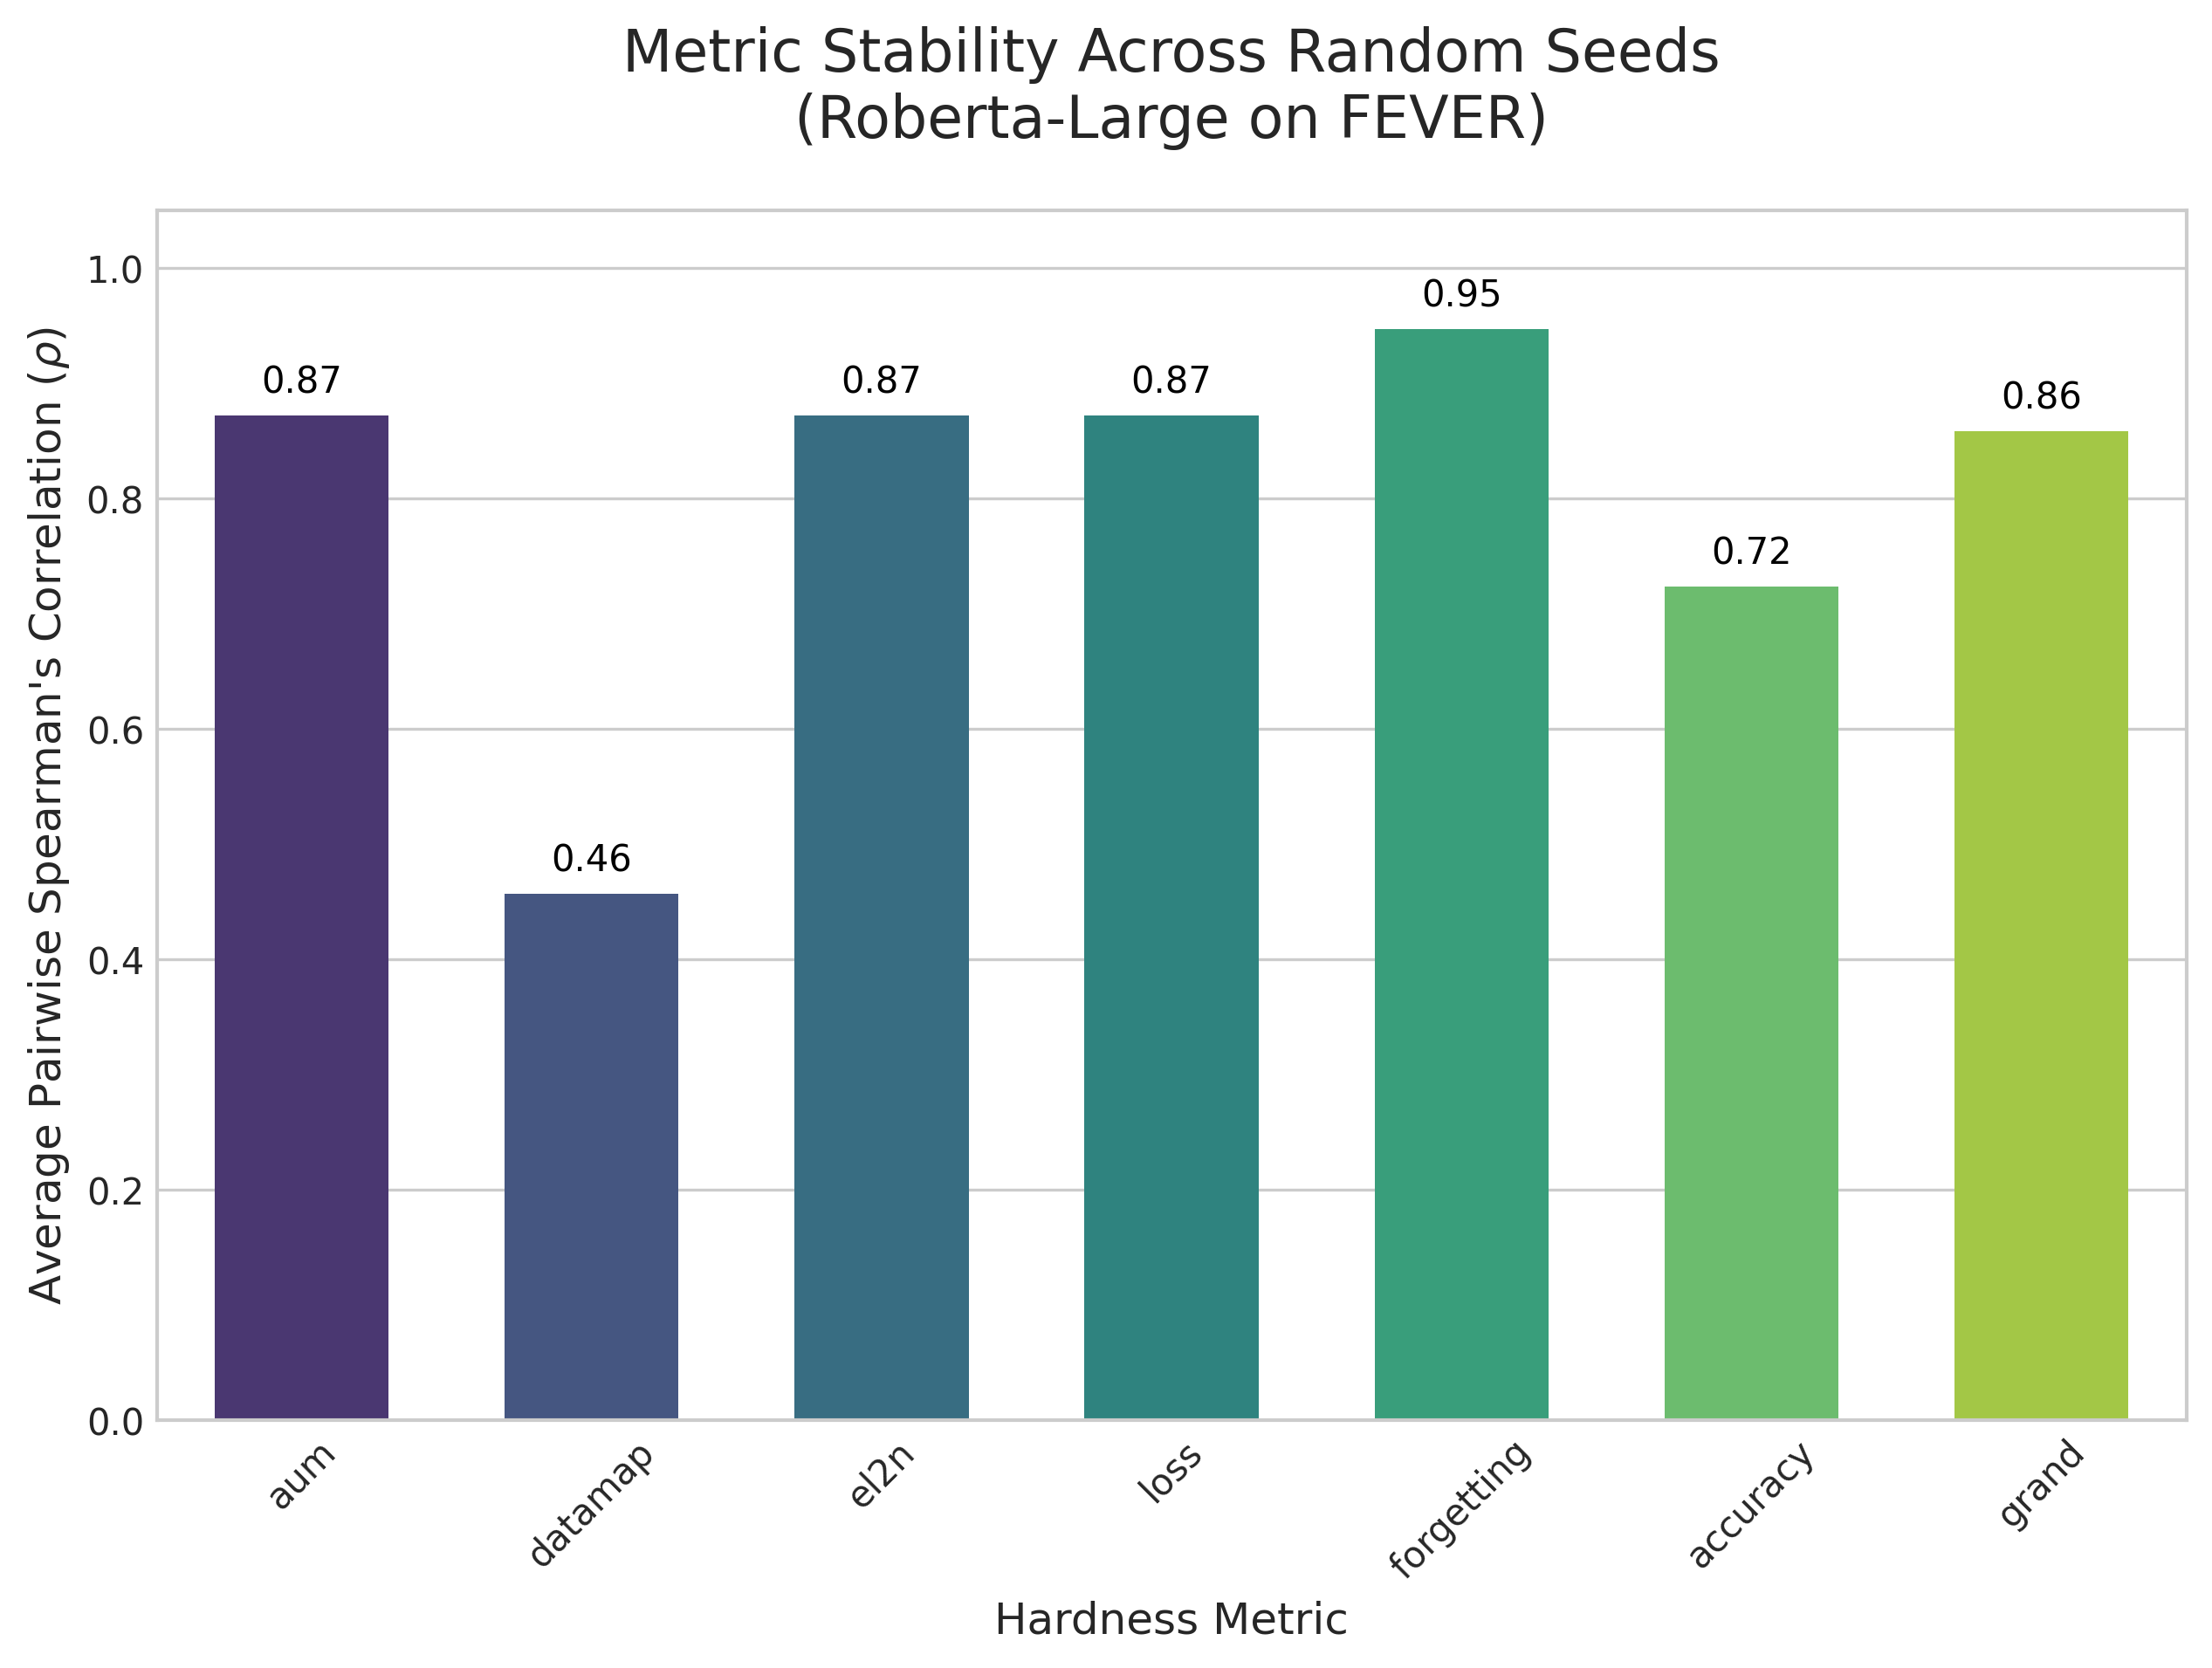 Metric Stability Across Random Seeds
(Roberta-Large on FEVER)
Average Pairwise Spearman's Correlation (ρ)
1.0
0.8
0.6
0.4
0.2
0.0
0.87
0.46
0.87
0.87
0.95
0.72
0.86
aum
datamap
el2n
loss
forgetting
accuracy
grand
Hardness Metric